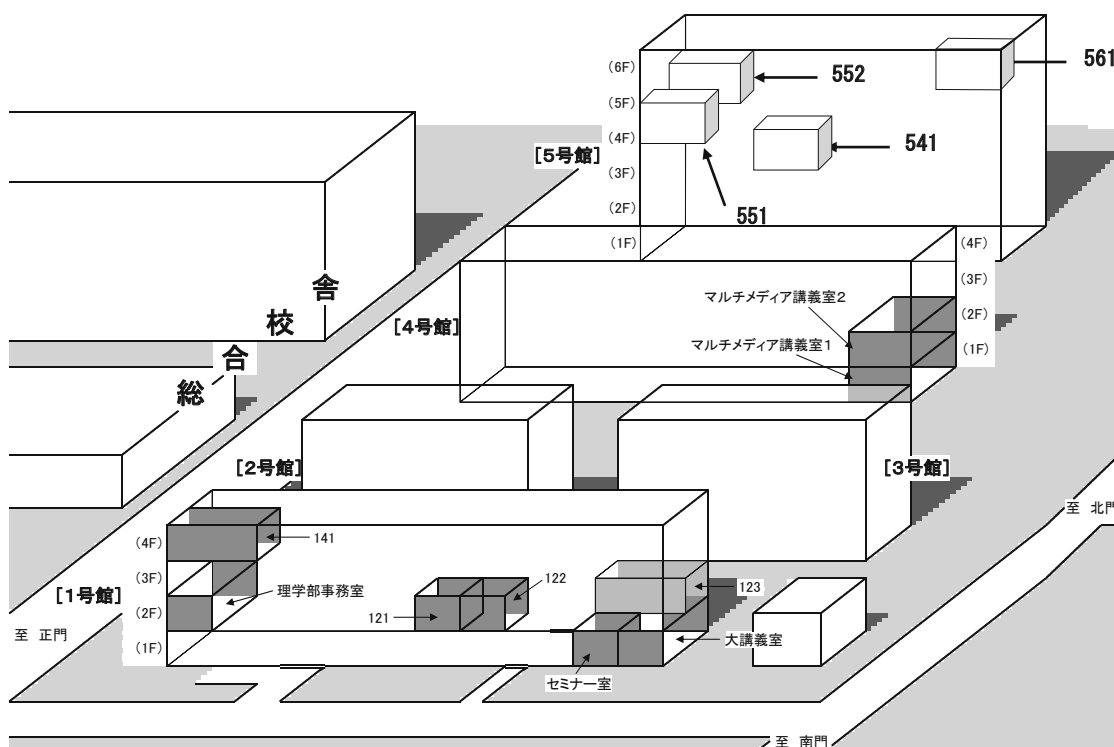 (6F)
552
561
(5F)
(4F)
541
[5号館]
(3F)
(2F)
551
(1F)
(4F)
(3F)
マルチメディア講義室2
(2F)
マルチメディア講義室1
(1F)
[4号館]
総合校舎
[2号館]
[3号館]
至 北門
(4F)
141
(3F)
理学部事務室
122
123
[1号館]
(2F)
121
至 正門
(1F)
大講義室
セミナー室
至 南門